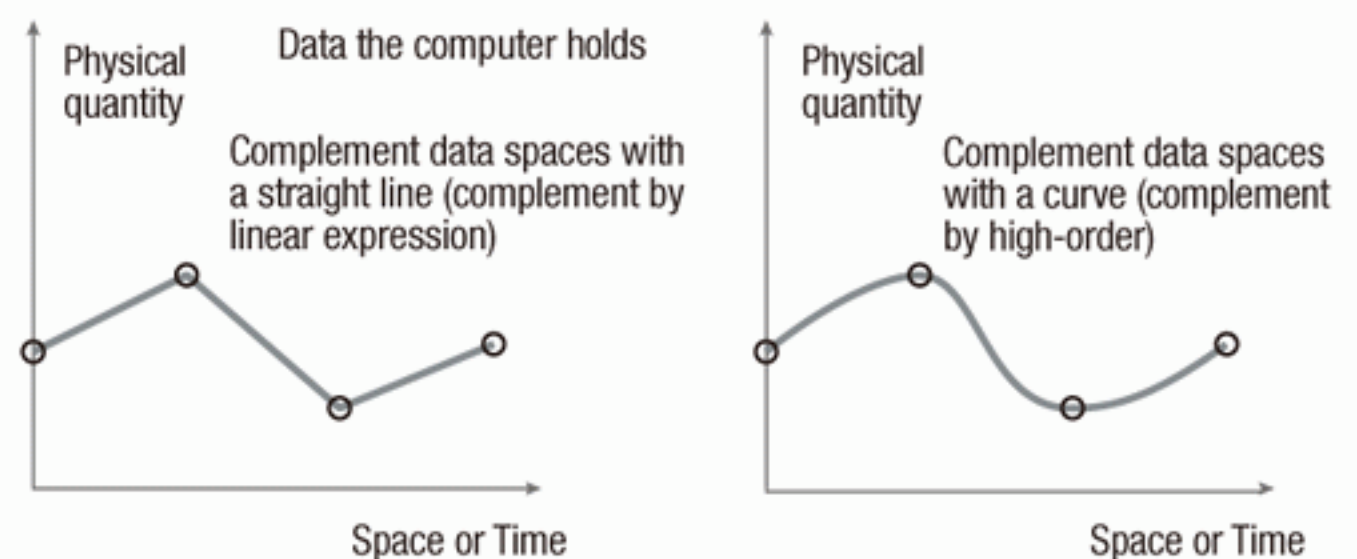 Physical
quantity
Data the computer holds
Complement data spaces with
a straight line (complement by
linear expression)
Space or Time
Physical
quantity
Complement data spaces
with a curve (complement
by high-order)
Space or Time